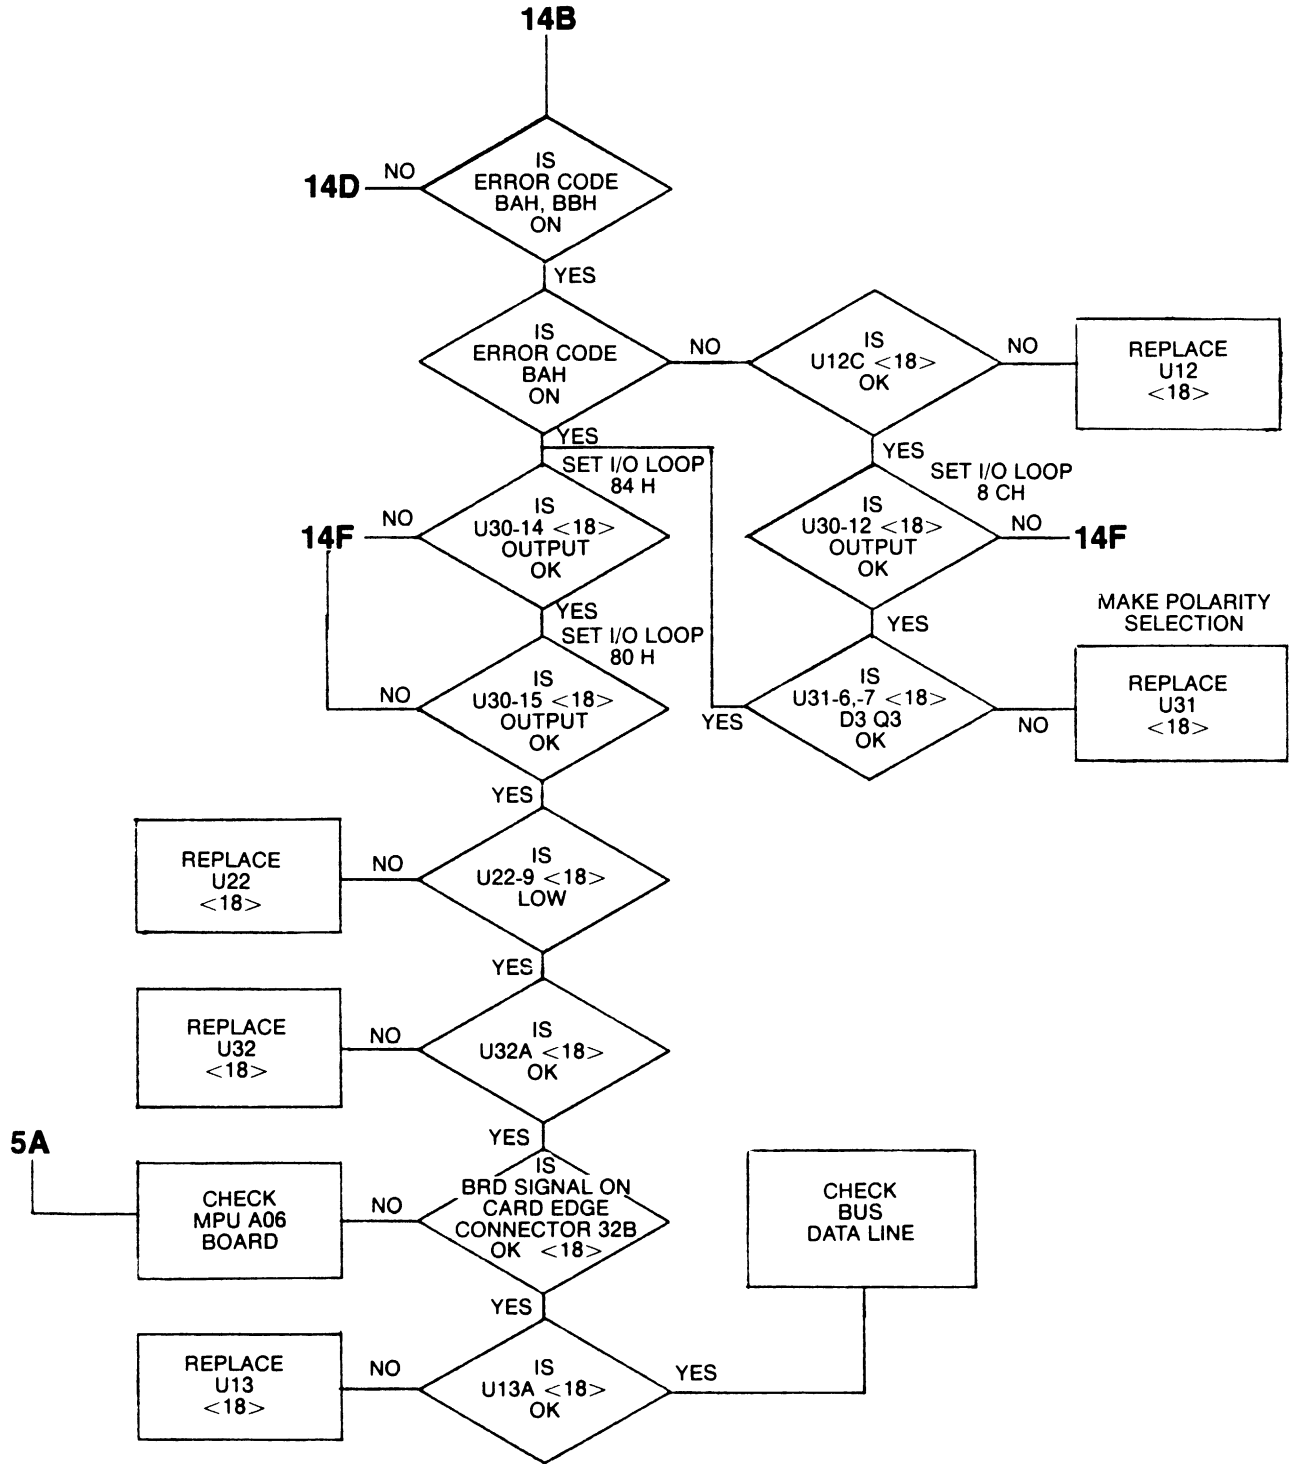 14B
IS
ERROR CODE
BAH, BBH
ON
NO
14D
YES
IS
ERROR CODE
BAH
ON
NO
IS
U12C <18>
OK
NO
REPLACE
U12
<18>
YES
YES
SET I/O LOOP
84 H
SET I/O LOOP
8 CH
14F
NO
IS
U30-14 <18>
OUTPUT
OK
IS
U30-12 <18>
OUTPUT
OK
NO
14F
YES
YES
SET I/O LOOP
80 H
MAKE POLARITY
SELECTION
NO
IS
U30-15 <18>
OUTPUT
OK
YES
IS
U31-6,-7 <18>
D3 Q3
OK
NO
REPLACE
U31
<18>
YES
REPLACE
U22
<18>
NO
IS
U22-9 <18>
LOW
YES
REPLACE
U32
<18>
NO
IS
U32A <18>
OK
YES
5A
CHECK
MPU A06
BOARD
NO
IS
BRD SIGNAL ON
CARD EDGE
CONNECTOR 32B
OK <18>
CHECK
BUS
DATA LINE
YES
REPLACE
U13
<18>
NO
IS
U13A <18>
OK
YES